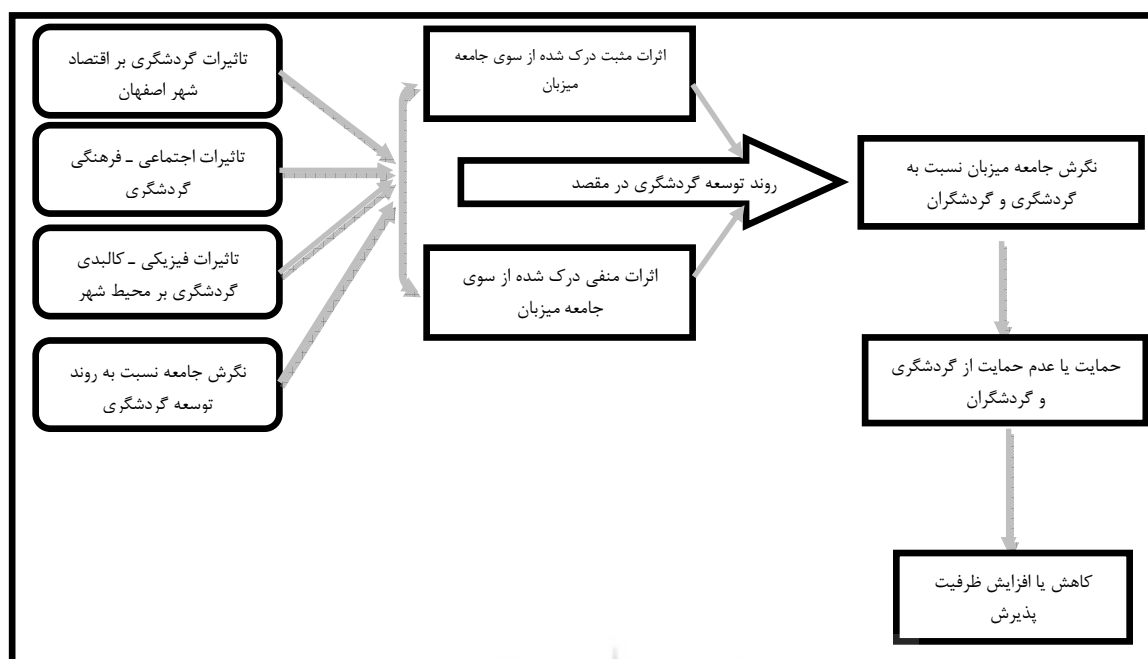 تاثیرات گردشگری بر اقتصاد
شهر اصفهان
تاثیرات اجتماعی ـ فرهنگی
گردشگری
تاثیرات فیزیکی ـ کالبدی
گردشگری بر محیط شهر
نگرش جامعه نسبت به روند
توسعه گردشگری
اثرات مثبت درک شده از سوی جامعه
میزبان
روند توسعه گردشگری در مقصد
اثرات منفی درک شده از سوی
جامعه میزبان
نگرش جامعه میزبان نسبت به
گردشگری و گردشگران
حمایت یا عدم حمایت از گردشگری
و گردشگران
کاهش یا افزایش ظرفیت
پذیرش